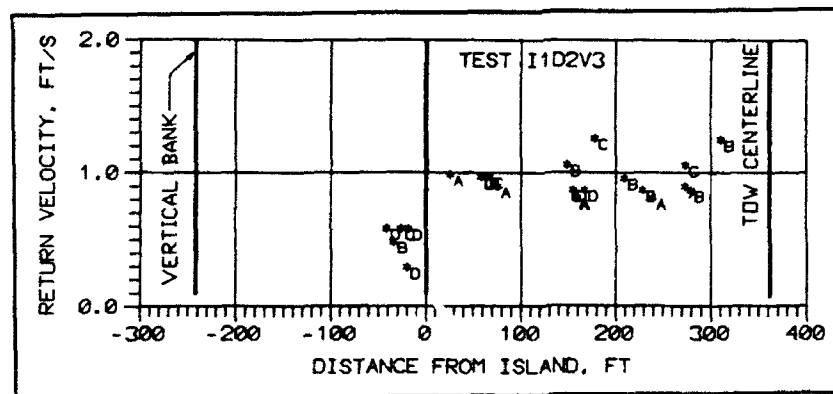 TEST I1D2V3
RETURN VELOCITY, FT/S
2.0
1.0
0.0
VERTICAL BANK
TOW CENTERLINE
*C
*B
*D
*C
*A
*B
*B
*A
*B
*D
-300 -200 -100 0 100 200 300 400
DISTANCE FROM ISLAND, FT